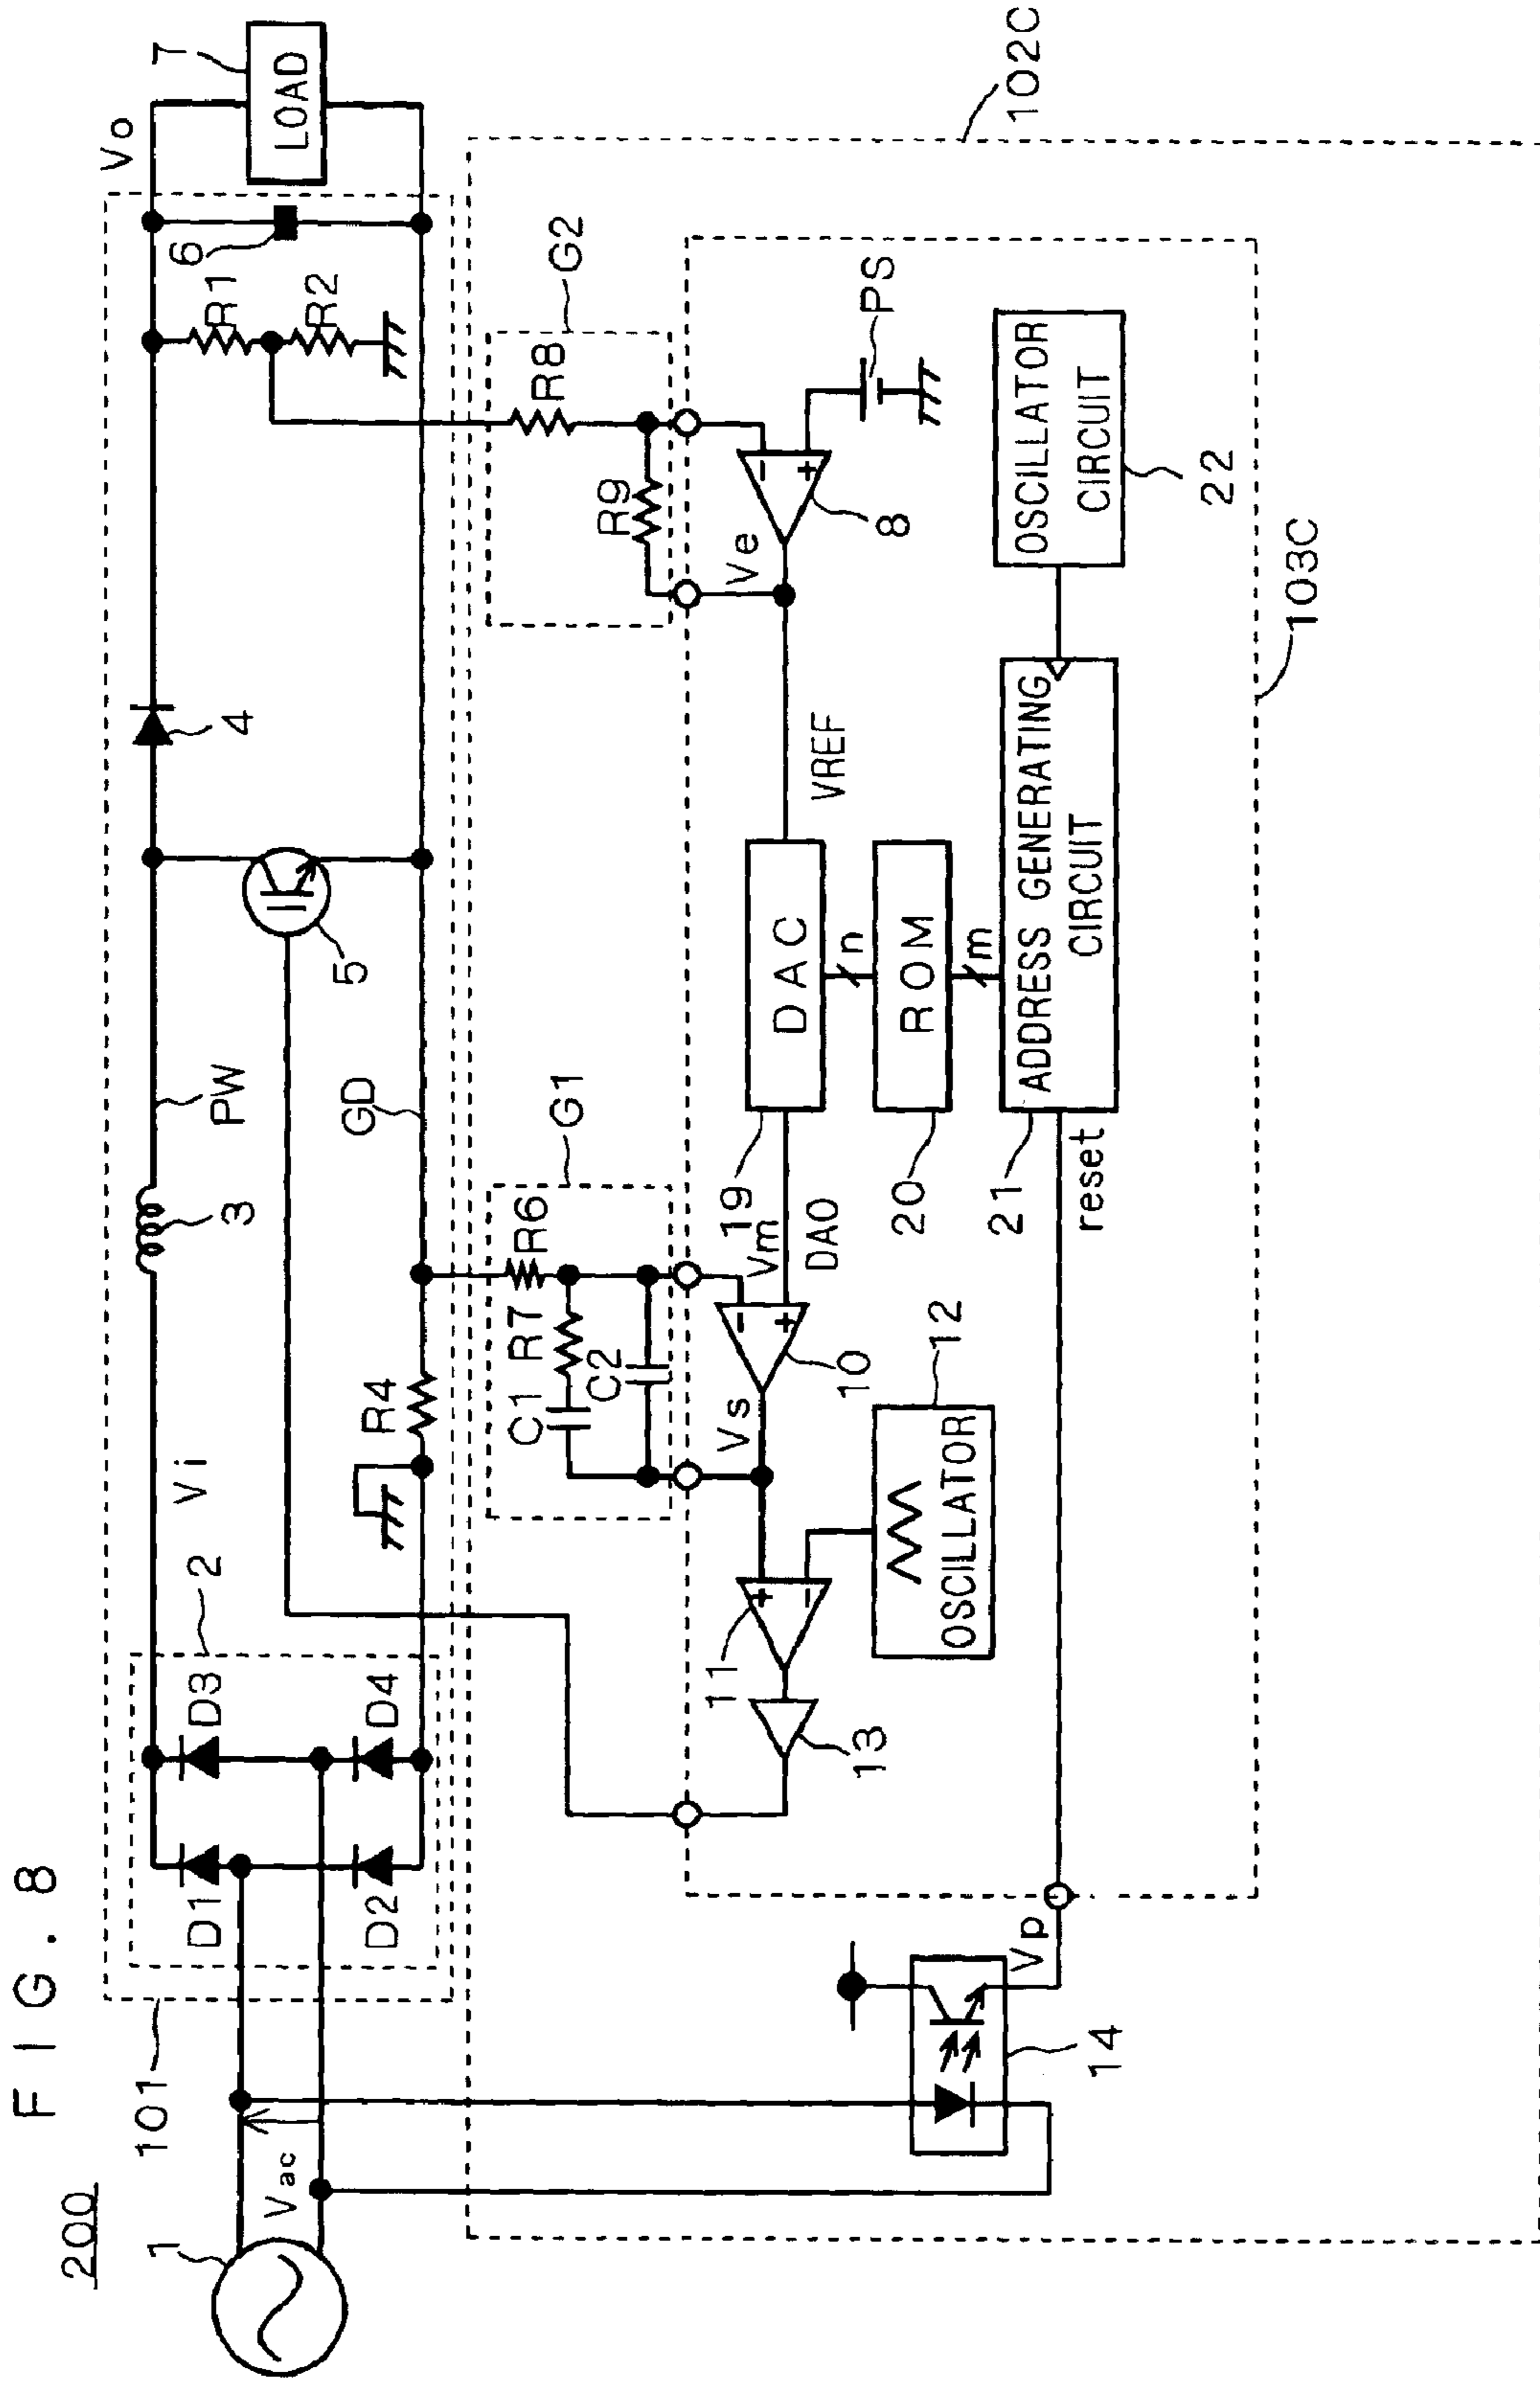 FIG. 8
200
1
Vac
101
D1
D3
D2
D4
2
Vi
3
PW
GD
R4
5
4
R1
R2
6
Vo
7
LOAD
G1
R6
R7
C1
C2
G2
R8
R9
102C
14
Vp
13
11
Vs
10
Vm
DAO
12
OSCILLATOR
19
DAC
n
20
ROM
m
21
reset
ADDRESS GENERATING
CIRCUIT
VREF
Ve
8
PS
OSCILLATOR
CIRCUIT
22
103C
-
+
-
+
+
-